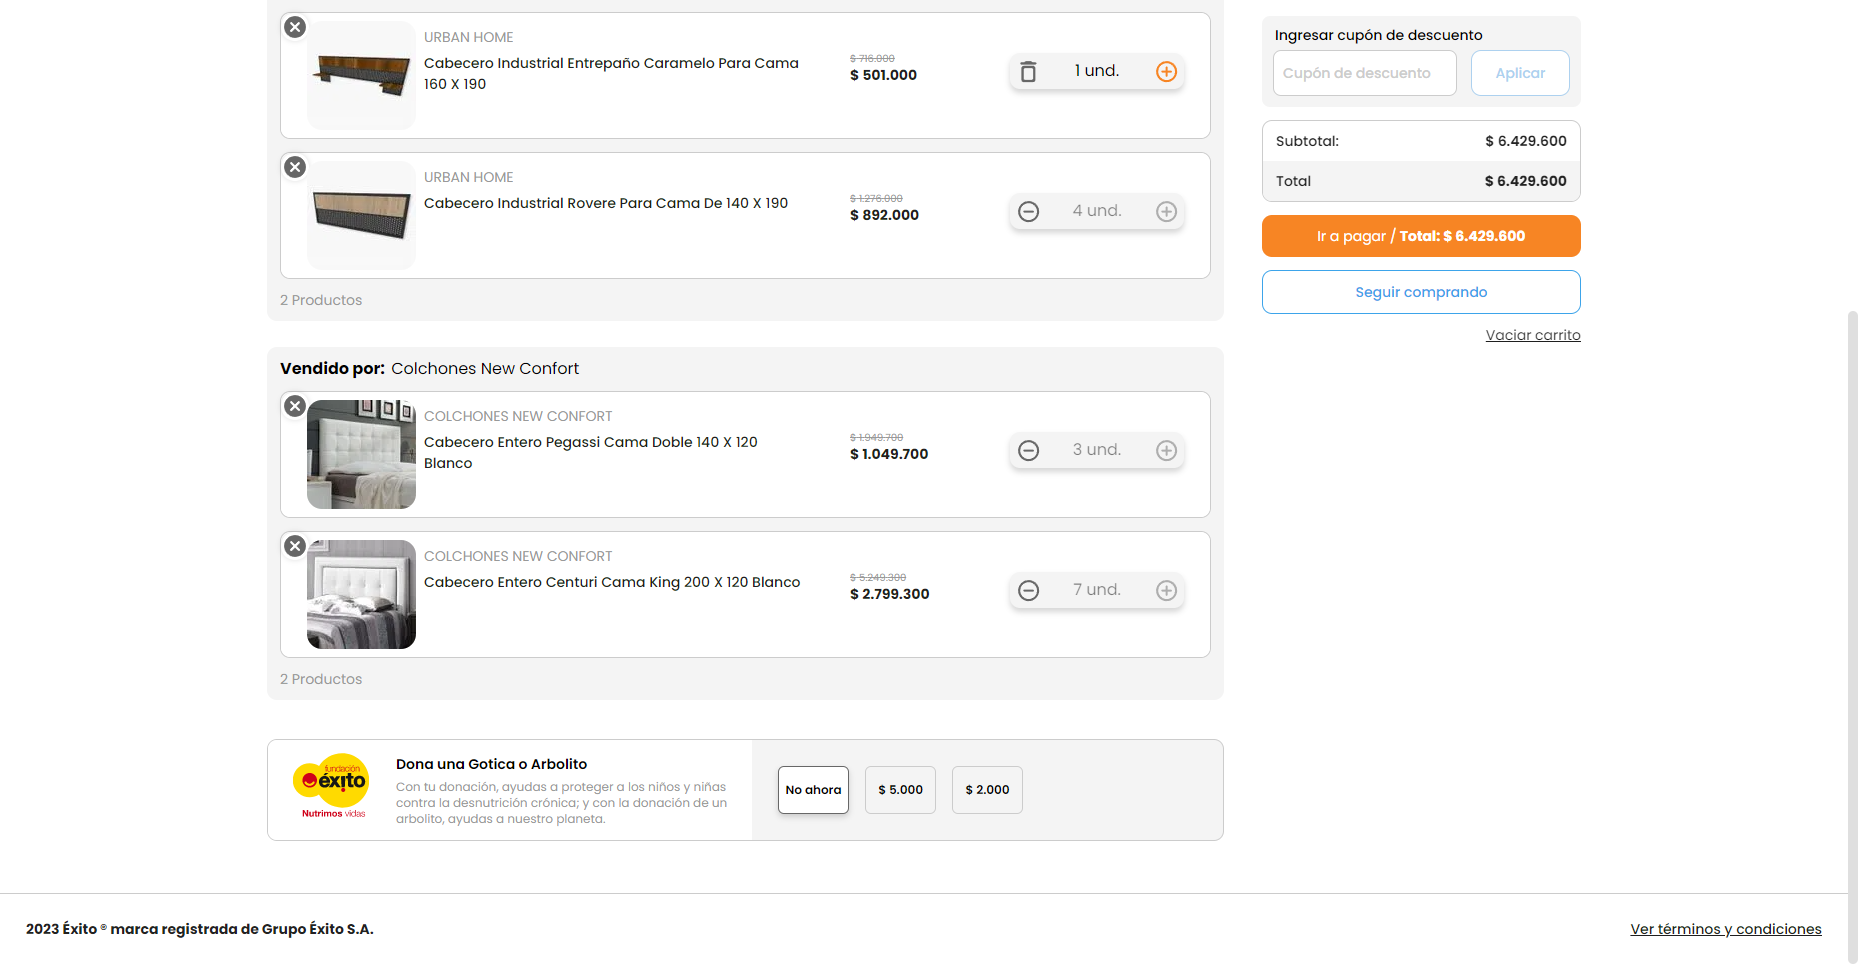 URBAN HOME
Cabecero Industrial Entrepaño Caramelo Para Cama
160 X 190
$ 716.000
$ 501.000
1 und.
URBAN HOME
Cabecero Industrial Rovere Para Cama De 140 X 190
$ 1.276.000
$ 892.000
4 und.
2 Productos
Vendido por: Colchones New Confort
COLCHONES NEW CONFORT
Cabecero Entero Pegassi Cama Doble 140 X 120
Blanco
$ 1.949.700
$ 1.049.700
3 und.
COLCHONES NEW CONFORT
Cabecero Entero Centuri Cama King 200 X 120 Blanco
$ 5.249.300
$ 2.799.300
7 und.
2 Productos
Ingresar cupón de descuento
Cupón de descuento
Aplicar
Subtotal: $ 6.429.600
Total $ 6.429.600
Ir a pagar / Total: $ 6.429.600
Seguir comprando
Vaciar carrito
fundación
éxito
Nutrimos vidas
Dona una Gotica o Arbolito
Con tu donación, ayudas a proteger a los niños y niñas
contra la desnutrición crónica; y con la donación de un
arbolito, ayudas a nuestro planeta.
No ahora
$ 5.000
$ 2.000
2023 Éxito ® marca registrada de Grupo Éxito S.A.
Ver términos y condiciones